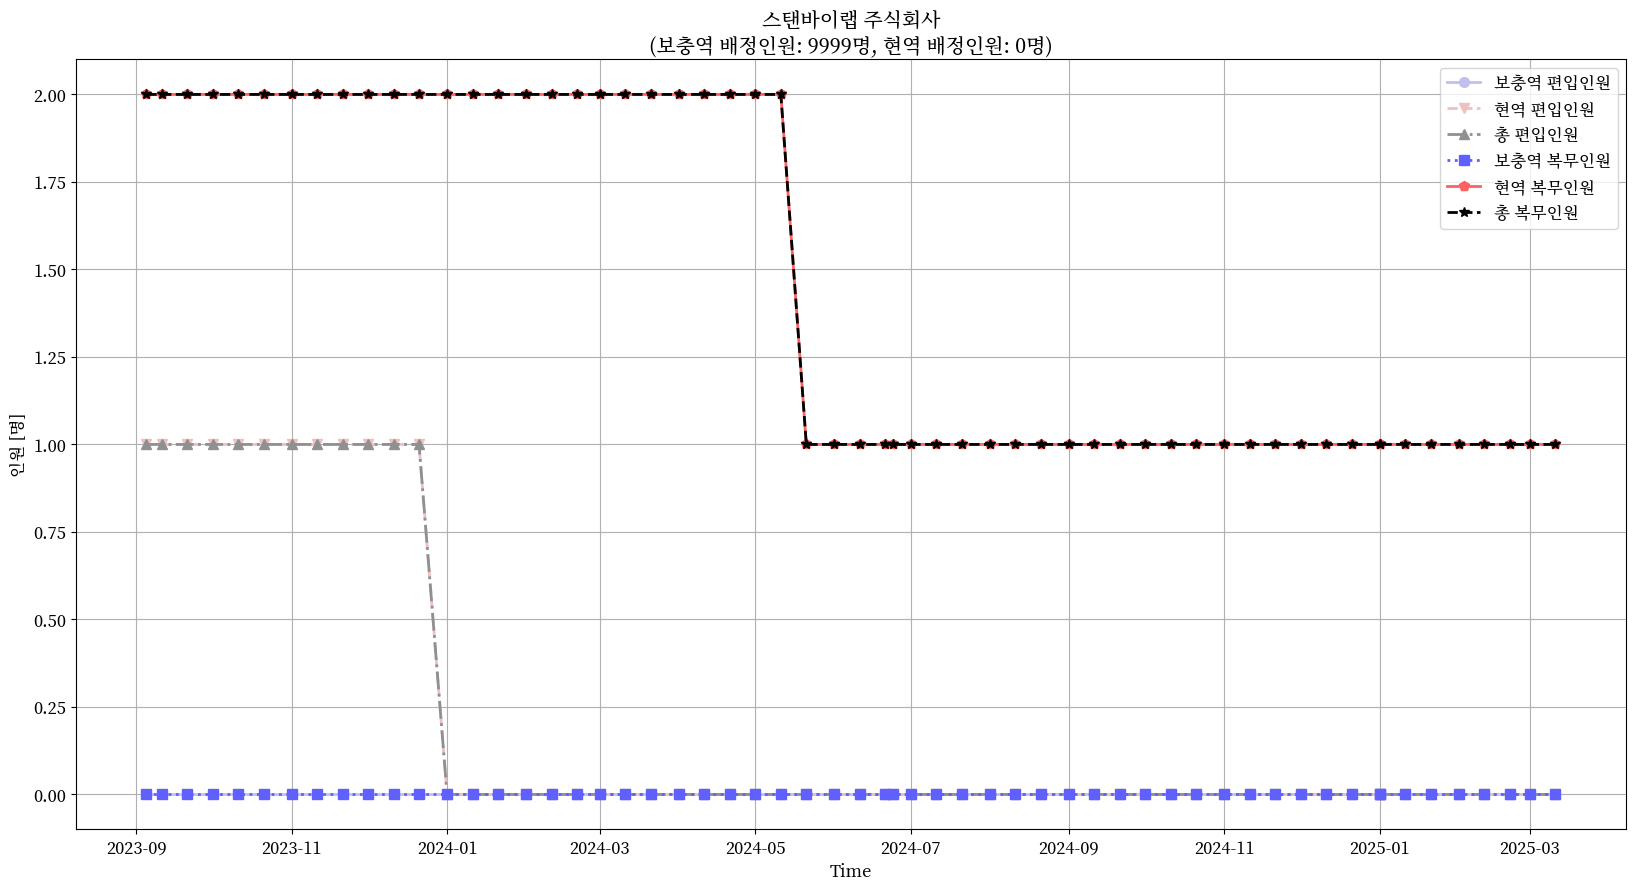 스탠바이랩 주식회사
(보충역 배정인원: 9999명, 현역 배정인원: 0명)
보충역 편입인원
현역 편입인원
총 편입인원
보충역 복무인원
현역 복무인원
총 복무인원
2.00
1.75
1.50
1.25
1.00
0.75
0.50
0.25
0.00
인원 [명]
2023-09 2023-11 2024-01 2024-03 2024-05 2024-07 2024-09 2024-11 2025-01 2025-03
Time